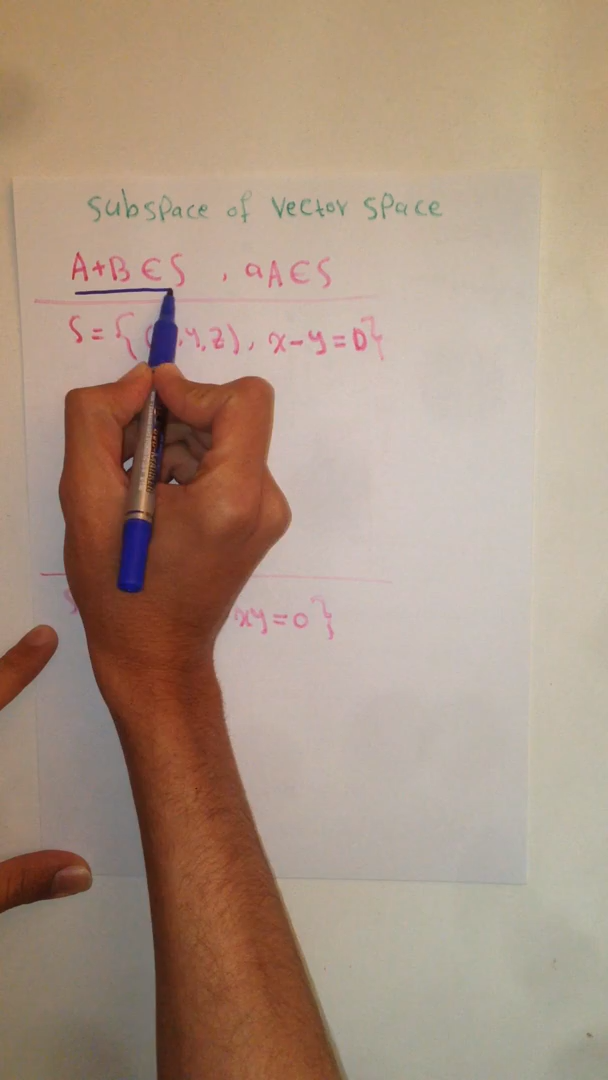 Subspace of Vector Space
A+B ∈ S , aA ∈ S
S = { ( ,y,z), x-y=0}
S xy=0 }